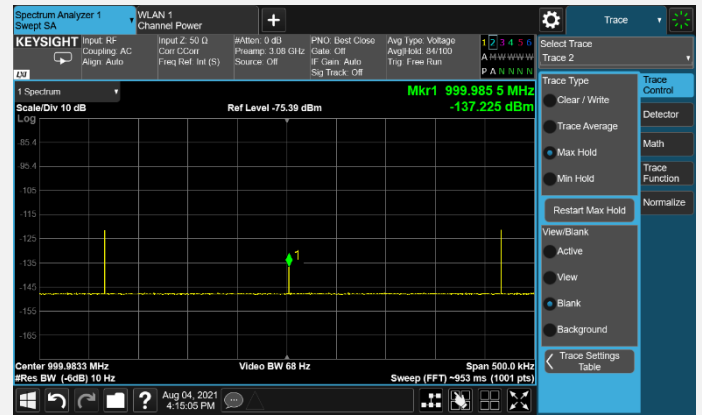 Spectrum Analyzer 1
Swept SA
WLAN 1
Channel Power
Trace
KEYSIGHT
Input: RF
Coupling: AC
Align: Auto
Input Z: 50 Ω
Corr CCorr
Freq Ref: Int (S)
#Atten: 0 dB
Preamp: 3.08 GHz
Source: Off
PNO: Best Close
Gate: Off
IF Gain: Auto
Sig Track: Off
Avg Type: Voltage
Avg|Hold: 84/100
Trig: Free Run
1 2 3 4 5 6
A M W W W W
P A N N N N
LXI
Select Trace
Trace 2
1 Spectrum
Scale/Div 10 dB
Log
Ref Level -75.39 dBm
Mkr1 999.985 5 MHz
-137.225 dBm
-85.4
-95.4
-105
-115
-125
-135
-145
-155
-165
1
Center 999.9833 MHz
#Res BW (-6dB) 10 Hz
Video BW 68 Hz
Span 500.0 kHz
Sweep (FFT) ~953 ms (1001 pts)
Trace Type
Clear / Write
Trace Average
Max Hold
Min Hold
Restart Max Hold
View/Blank
Active
View
Blank
Background
Trace Settings
Table
Trace
Control
Detector
Math
Trace
Function
Normalize
?
Aug 04, 2021
4:15:05 PM